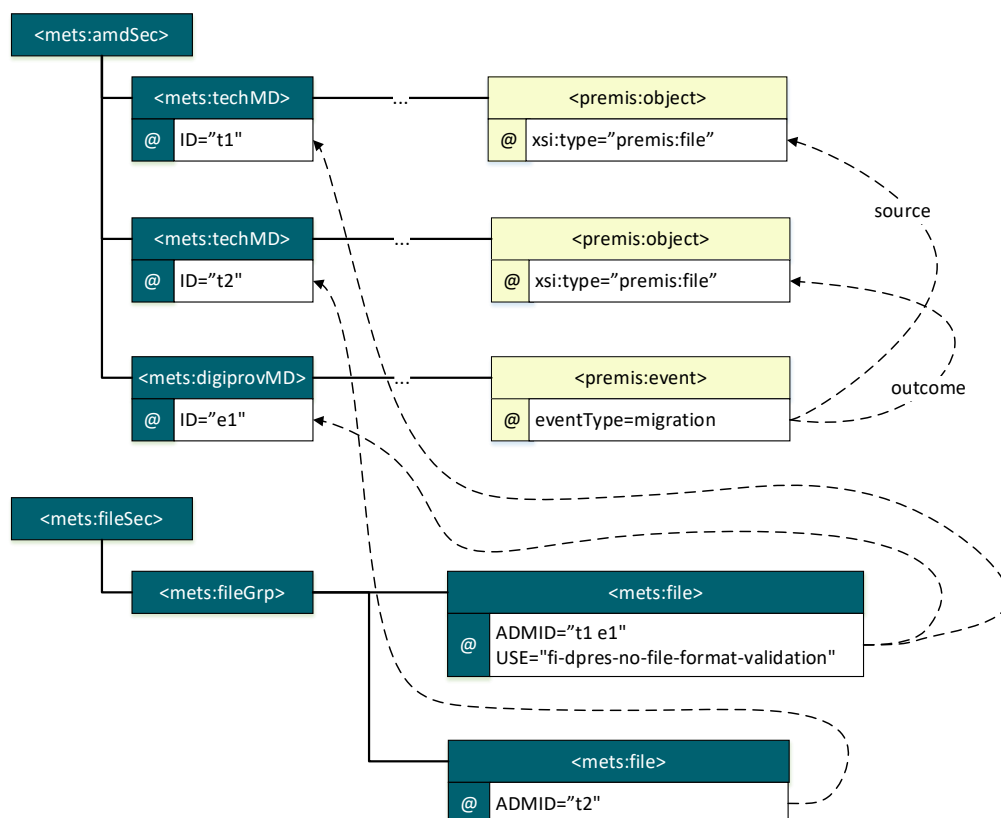 <mets:amdSec>
<mets:techMD>
...
<premis:object>
@
ID=”t1"
@
xsi:type=”premis:file”
source
<mets:techMD>
...
<premis:object>
@
ID=”t2"
@
xsi:type=”premis:file”
<mets:digiprovMD>
...
<premis:event>
outcome
@
ID=”e1"
@
eventType=migration
<mets:fileSec>
<mets:fileGrp>
<mets:file>
@
ADMID=”t1 e1"
USE="fi-dpres-no-file-format-validation"
<mets:file>
@
ADMID=”t2"